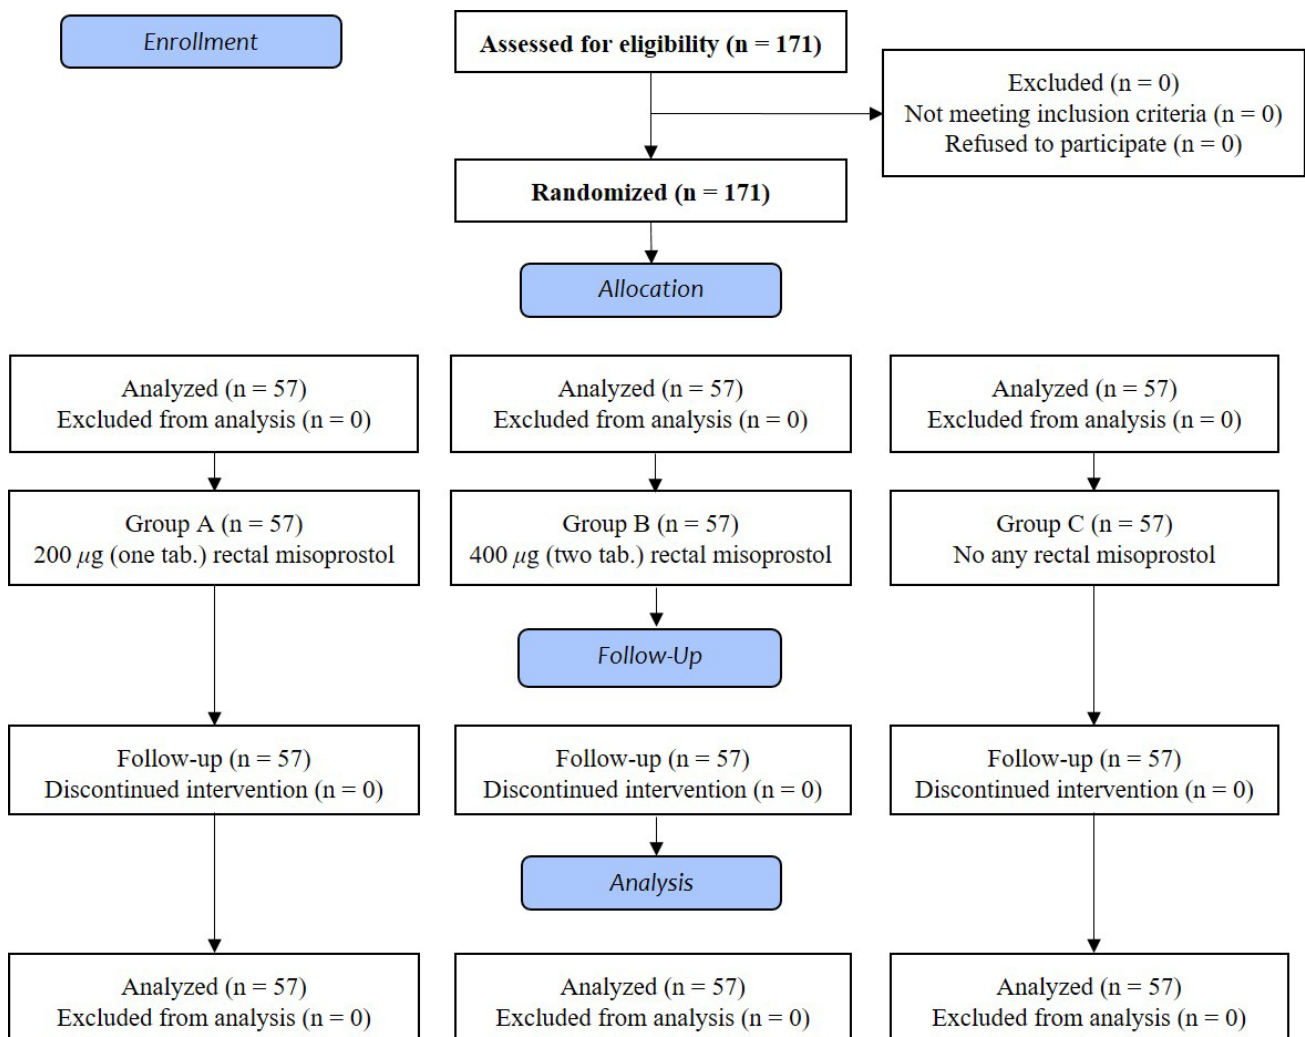 Enrollment
Assessed for eligibility (n = 171)
Excluded (n = 0)
Not meeting inclusion criteria (n = 0)
Refused to participate (n = 0)
Randomized (n = 171)
Allocation
Analyzed (n = 57)
Excluded from analysis (n = 0)
Analyzed (n = 57)
Excluded from analysis (n = 0)
Analyzed (n = 57)
Excluded from analysis (n = 0)
Group A (n = 57)
200 µg (one tab.) rectal misoprostol
Group B (n = 57)
400 µg (two tab.) rectal misoprostol
Group C (n = 57)
No any rectal misoprostol
Follow-Up
Follow-up (n = 57)
Discontinued intervention (n = 0)
Follow-up (n = 57)
Discontinued intervention (n = 0)
Follow-up (n = 57)
Discontinued intervention (n = 0)
Analysis
Analyzed (n = 57)
Excluded from analysis (n = 0)
Analyzed (n = 57)
Excluded from analysis (n = 0)
Analyzed (n = 57)
Excluded from analysis (n = 0)